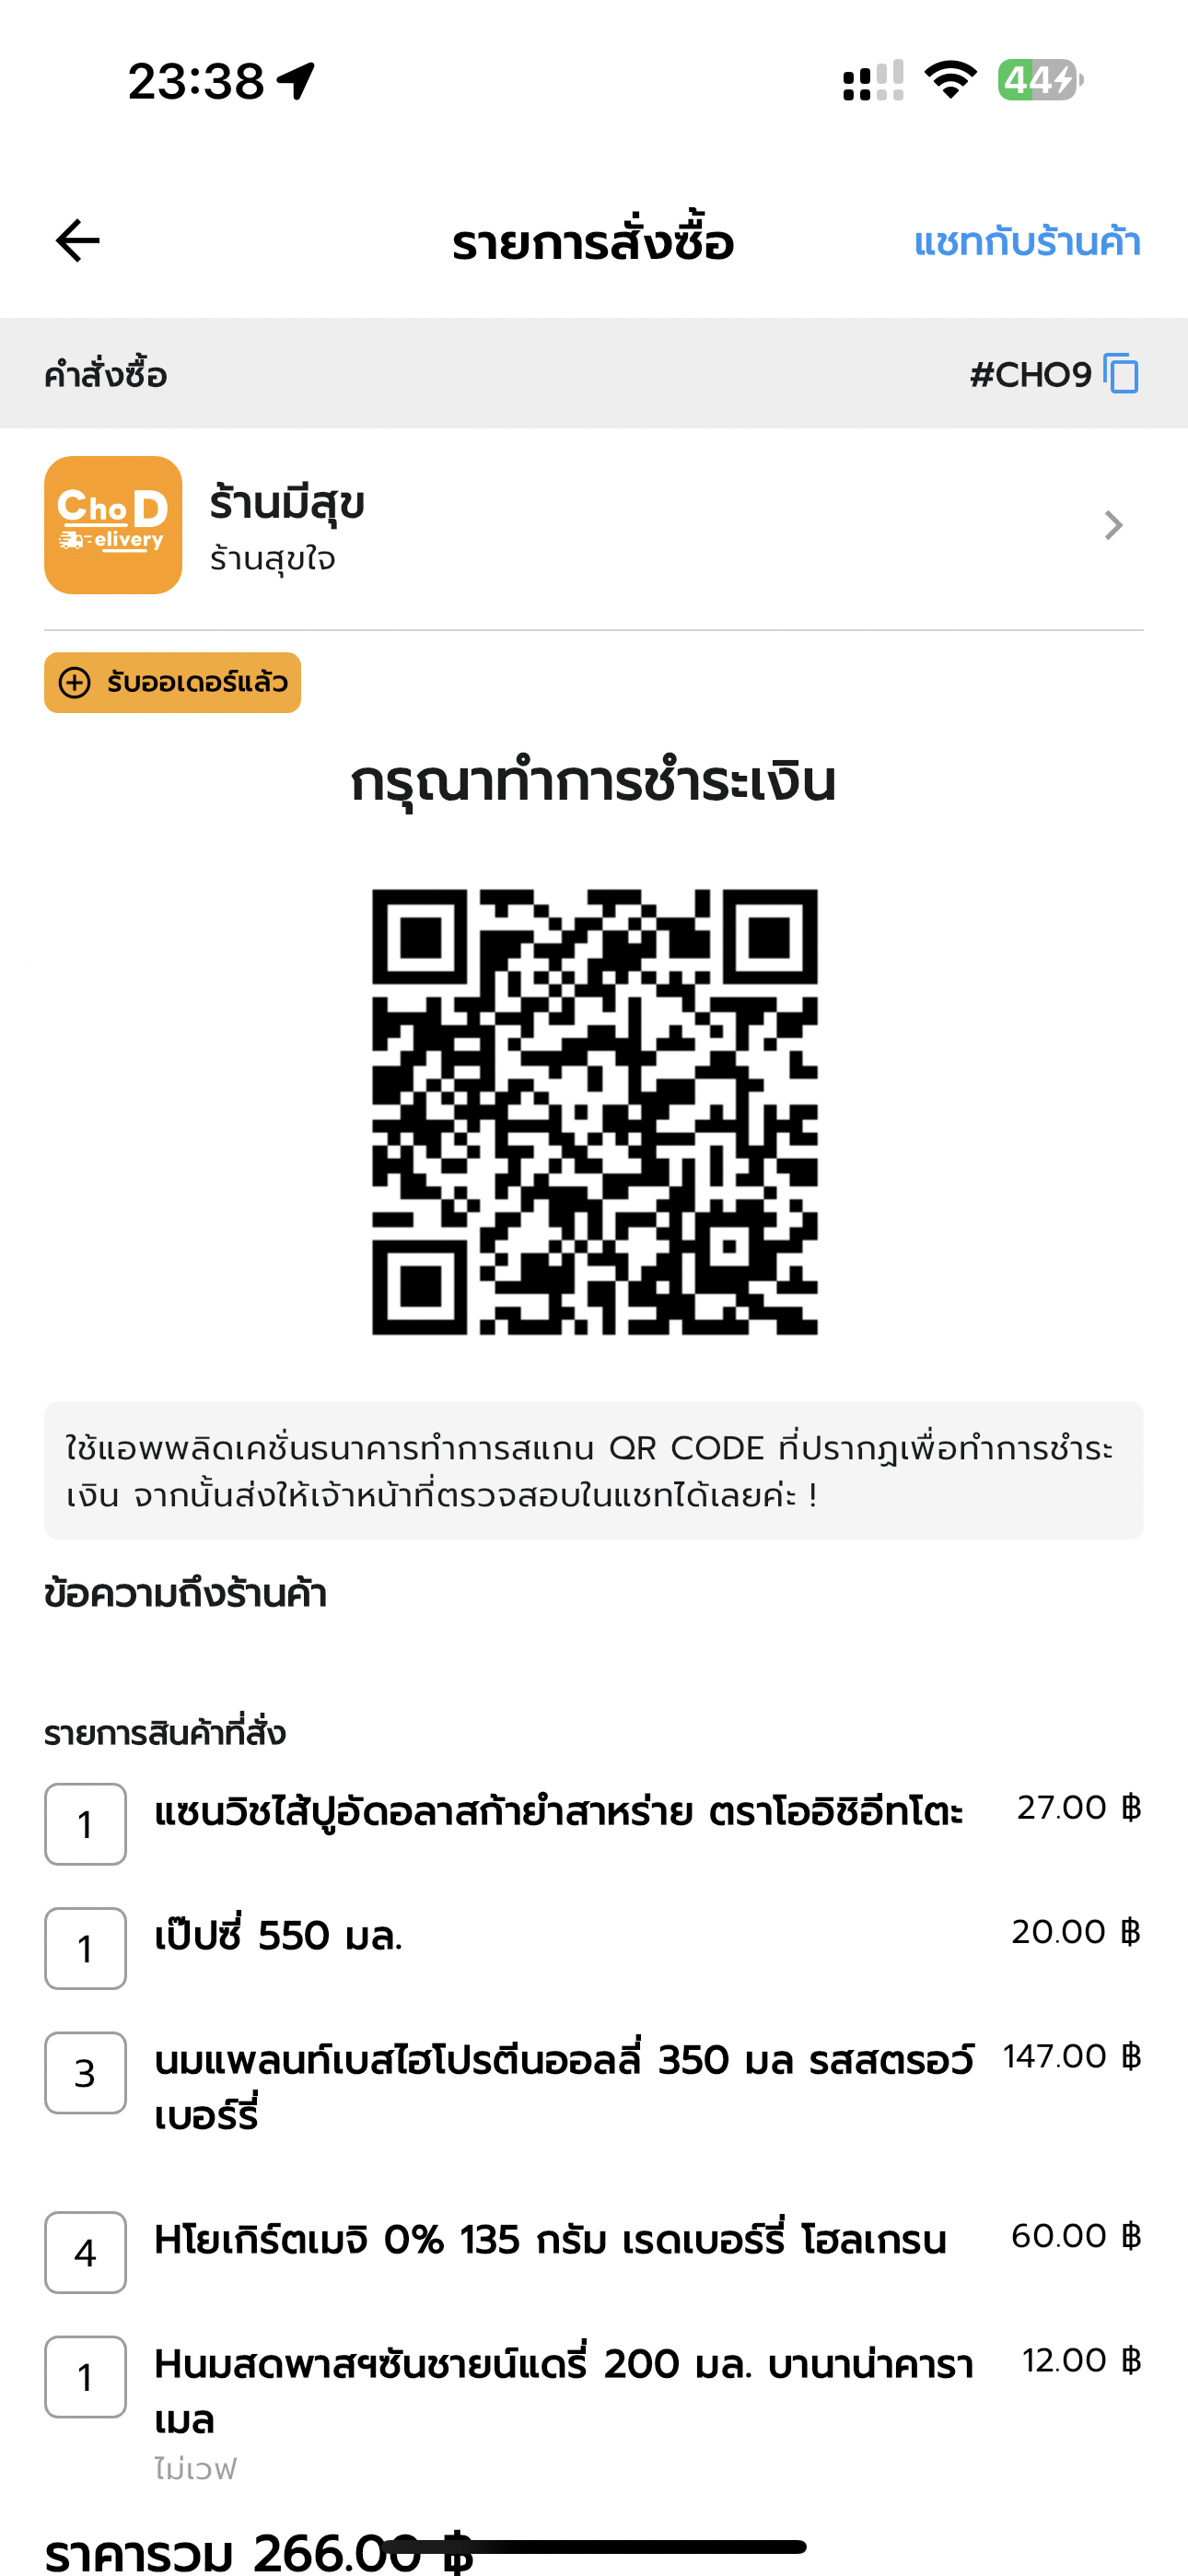 23:38
44
รายการสั่งซื้อ
แชทกับร้านค้า
คำสั่งซื้อ
#CHO9
Cho D
elivery
ร้านมีสุข
ร้านสุขใจ
รับออเดอร์แล้ว
กรุณาทำการชำระเงิน
ใช้แอพพลิดเคชั่นธนาคารทำการสแกน QR CODE ที่ปรากฏเพื่อทำการชำระ
เงิน จากนั้นส่งให้เจ้าหน้าที่ตรวจสอบในแชทได้เลยค่ะ !
ข้อความถึงร้านค้า
รายการสินค้าที่สั่ง
1 แซนวิชไส้ปูอัดอลาสก้ายำสาหร่าย ตราโออิชิอีทโตะ 27.00 ฿
1 เป๊ปซี่ 550 มล. 20.00 ฿
3 นมแพลนท์เบสไฮโปรตีนออลลี่ 350 มล รสสตรอว์ 147.00 ฿
เบอร์รี่
4 Hโยเกิร์ตเมจิ 0% 135 กรัม เรดเบอร์รี่ โฮลเกรน 60.00 ฿
1 Hนมสดพาสฯซันชายน์แดรี่ 200 มล. บานาน่าคารา 12.00 ฿
เมล
ไม่เวฟ
ราคารวม 266.00 ฿